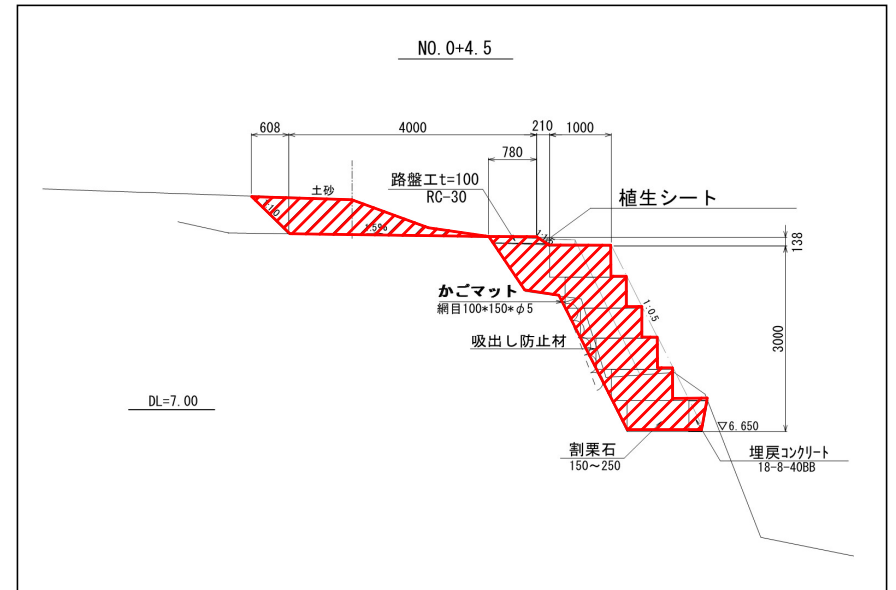 NO. 0+4.5
608
4000
210
1000
780
土砂
路盤工t=100
RC-30
植生シート
1:1.0
1.5%
138
かごマット
網目100*150*φ5
1:0.5
3000
吸出し防止材
DL=7.00
▽6.650
割栗石
150～250
埋戻コンクリート
18-8-40BB